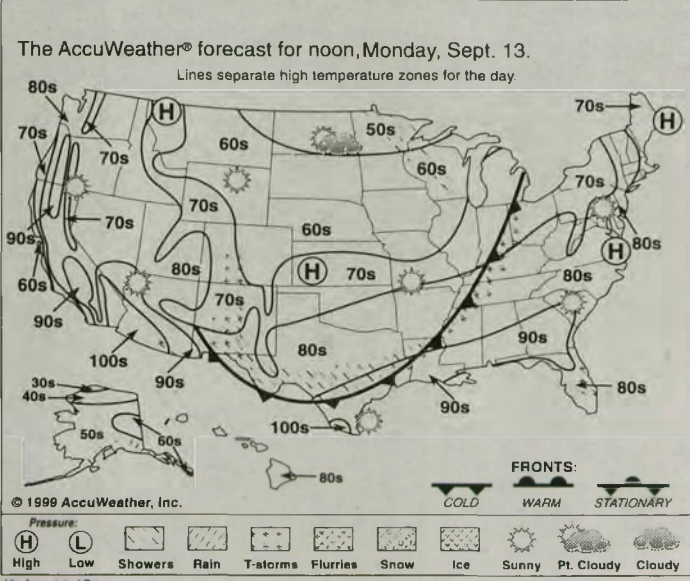 The AccuWeather® forecast for noon, Monday, Sept. 13.
Lines separate high temperature zones for the day.
80s
70s
H
60s
50s
70s
H
70s
60s
70s
70s
70s
60s
90s
80s
H
60s
80s
H
70s
80s
90s
70s
80s
90s
100s
90s
80s
90s
100s
30s
40s
50s
60s
80s
FRONTS:
COLD WARM STATIONARY
© 1999 AccuWeather, Inc.
Pressure:
H L
High Low Showers Rain T-storms Flurries Snow Ice Sunny Pt. Cloudy Cloudy